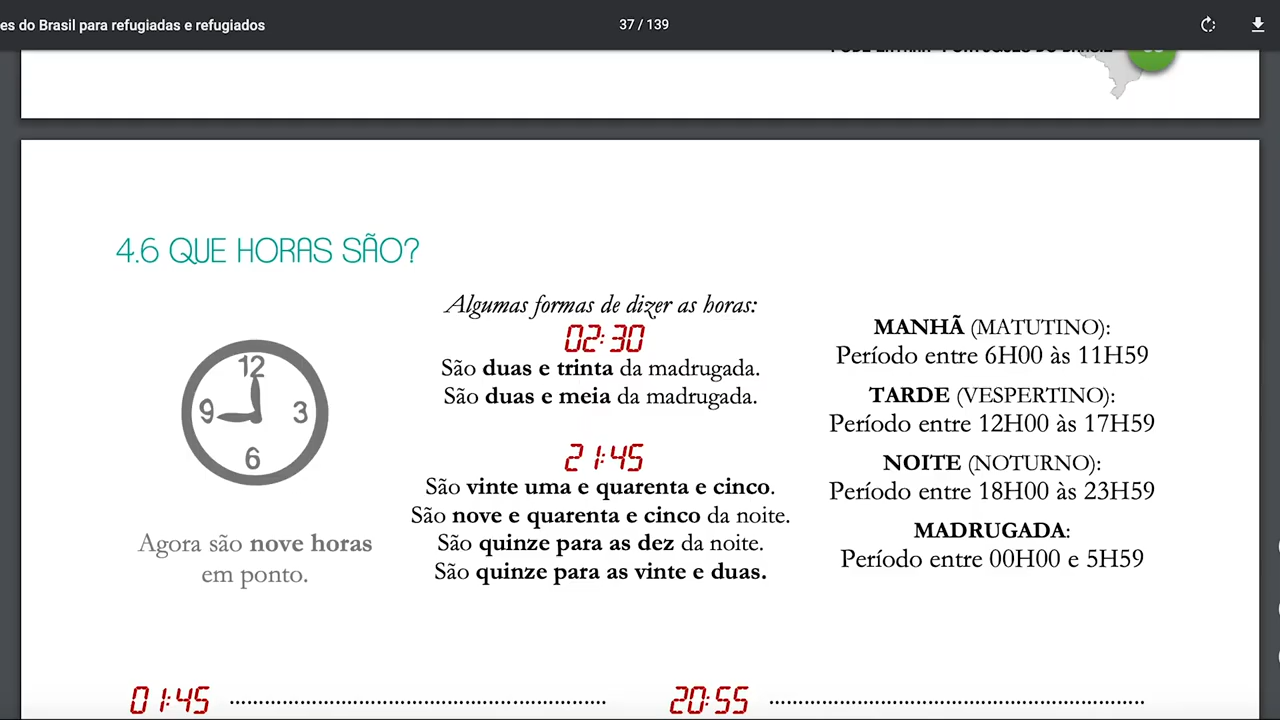 es do Brasil para refugiadas e refugiados
37 / 139
4.6 QUE HORAS SÃO?
12
9
3
6
Agora são nove horas
em ponto.
Algumas formas de dizer as horas:
02:30
São duas e trinta da madrugada.
São duas e meia da madrugada.
21:45
São vinte uma e quarenta e cinco.
São nove e quarenta e cinco da noite.
São quinze para as dez da noite.
São quinze para as vinte e duas.
MANHÃ (MATUTINO):
Período entre 6H00 às 11H59
TARDE (VESPERTINO):
Período entre 12H00 às 17H59
NOITE (NOTURNO):
Período entre 18H00 às 23H59
MADRUGADA:
Período entre 00H00 e 5H59
01:45 ....................................................
20:55 ....................................................